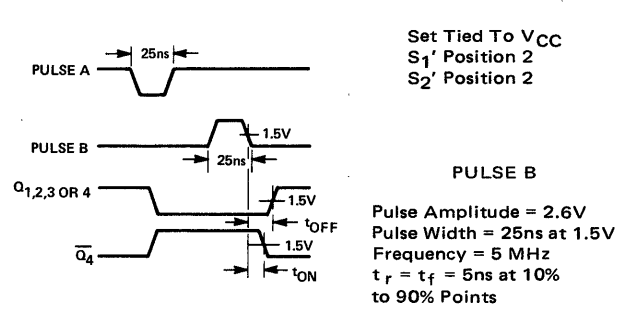 25ns
PULSE A
1.5V
PULSE B
25ns
Q1,2,3 OR 4
1.5V
tOFF
1.5V
Q4
tON
Set Tied To VCC
S1' Position 2
S2' Position 2
PULSE B
Pulse Amplitude = 2.6V
Pulse Width = 25ns at 1.5V
Frequency = 5 MHz
tr = tf = 5ns at 10%
to 90% Points